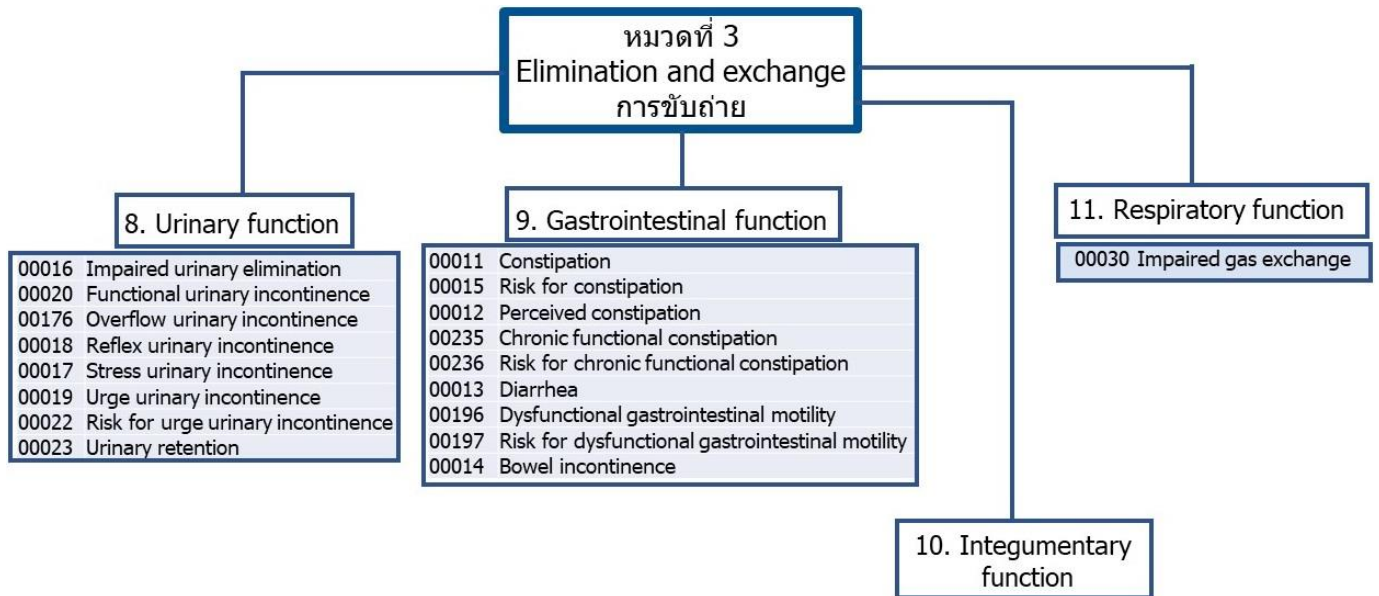 หมวดที่ 3
Elimination and exchange
การขับถ่าย
8. Urinary function
00016 Impaired urinary elimination
00020 Functional urinary incontinence
00176 Overflow urinary incontinence
00018 Reflex urinary incontinence
00017 Stress urinary incontinence
00019 Urge urinary incontinence
00022 Risk for urge urinary incontinence
00023 Urinary retention
9. Gastrointestinal function
00011 Constipation
00015 Risk for constipation
00012 Perceived constipation
00235 Chronic functional constipation
00236 Risk for chronic functional constipation
00013 Diarrhea
00196 Dysfunctional gastrointestinal motility
00197 Risk for dysfunctional gastrointestinal motility
00014 Bowel incontinence
10. Integumentary
function
11. Respiratory function
00030 Impaired gas exchange